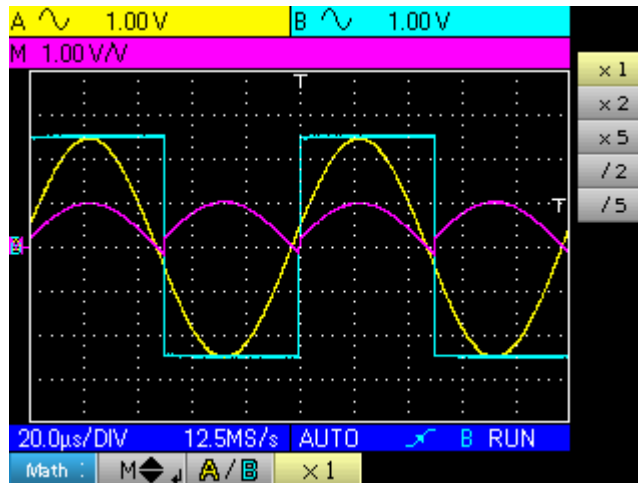 A 1.00 V B 1.00 V
M 1.00 V/V
× 1
× 2
× 5
/ 2
/ 5
T
T
20.0µs/DIV 12.5MS/s AUTO B RUN
Math : M A / B × 1